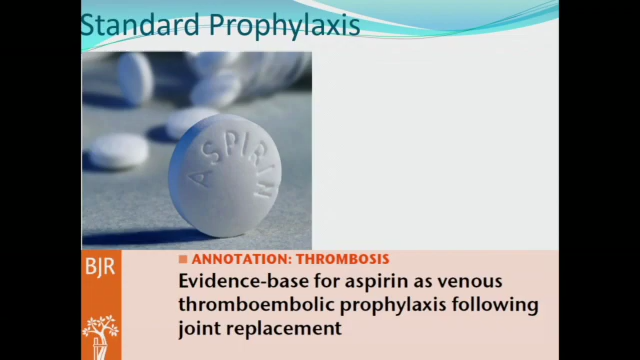 Standard Prophylaxis
ASPIRIN
BJR
ANNOTATION: THROMBOSIS
Evidence-base for aspirin as venous
thromboembolic prophylaxis following
joint replacement